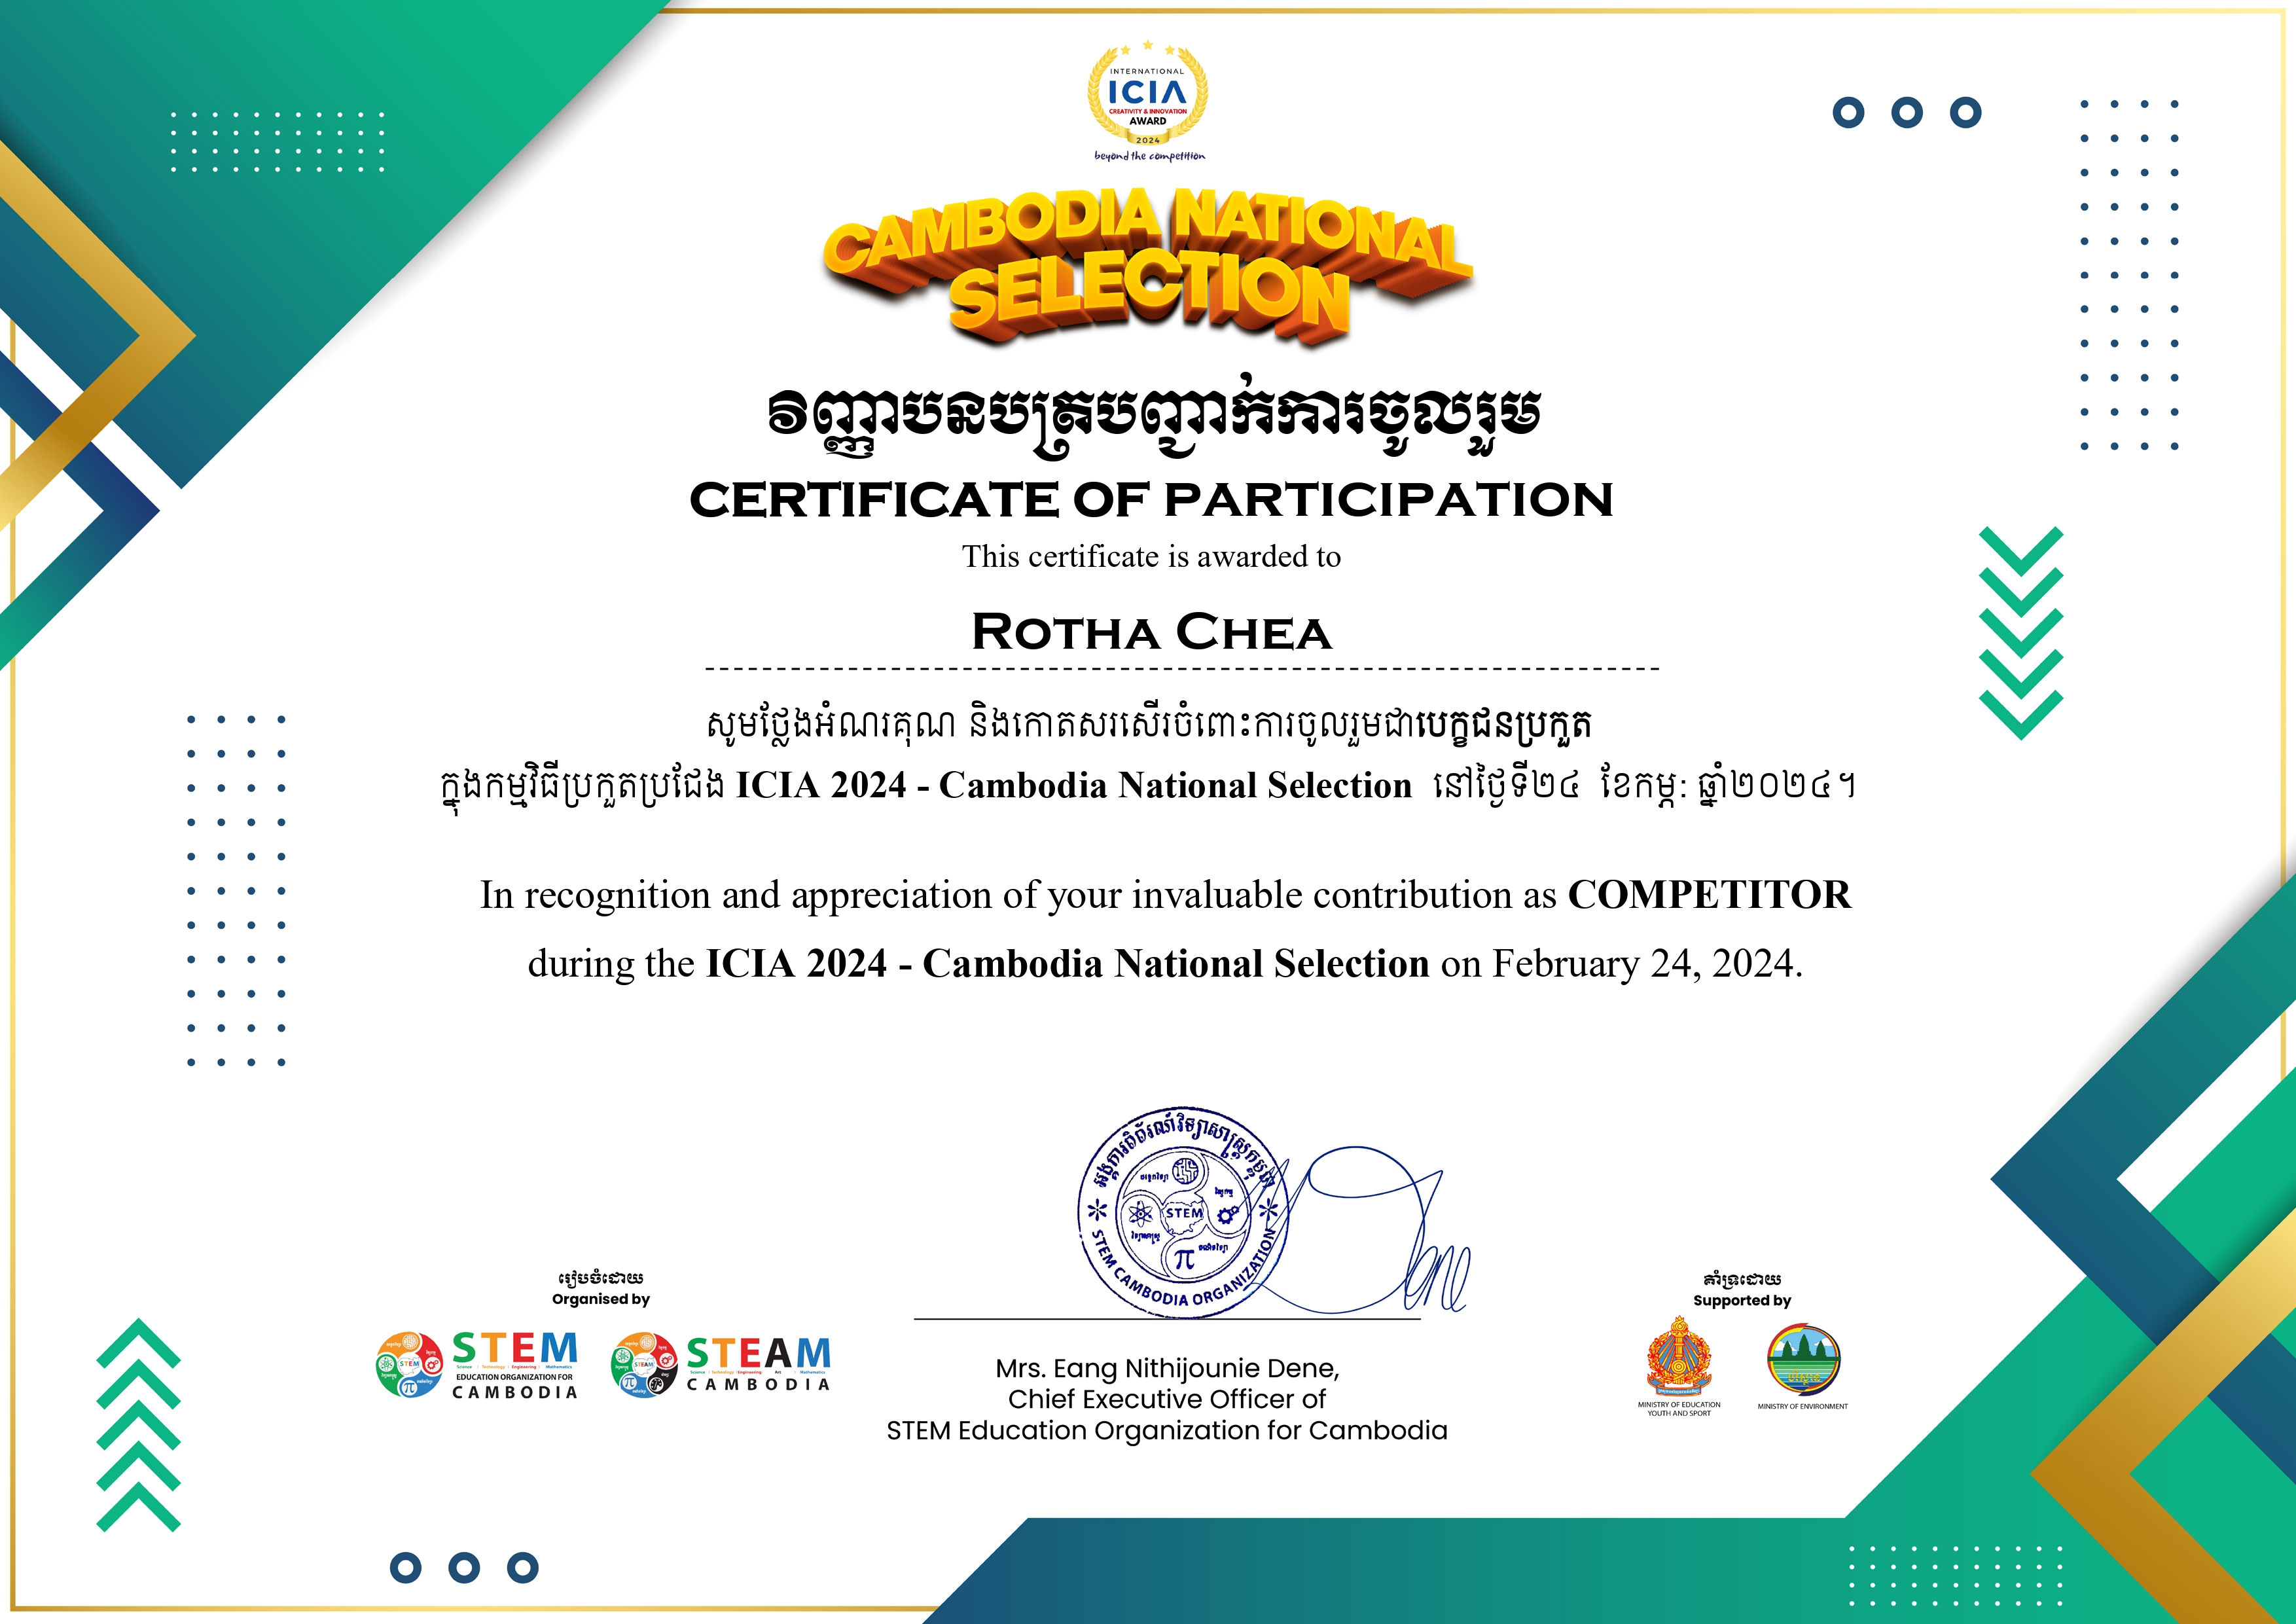 INTERNATIONAL
ICIA
CREATIVITY & INNOVATION
AWARD
2024
beyond the competition
CAMBODIA NATIONAL
SELECTION
វិញ្ញាបនបត្របញ្ជាក់ការចូលរួម
CERTIFICATE OF PARTICIPATION
This certificate is awarded to
ROTHA CHEA
សូមថ្លែងអំណរគុណ និងកោតសរសើរចំពោះការចូលរួមជាបេក្ខជនប្រកួត
ក្នុងកម្មវិធីប្រកួតប្រជែង ICIA 2024 - Cambodia National Selection នៅថ្ងៃទី២៤ ខែកម្ភៈ ឆ្នាំ២០២៤។
In recognition and appreciation of your invaluable contribution as COMPETITOR
during the ICIA 2024 - Cambodia National Selection on February 24, 2024.
STEM
STEM CAMBODIA ORGANIZATION
រៀបចំដោយ
Organised by
STEM
Science Technology Engineering Mathematics
EDUCATION ORGANIZATION FOR
CAMBODIA
STEAM
Science Technology Engineering Art Mathematics
CAMBODIA
Mrs. Eang Nithijounie Dene,
Chief Executive Officer of
STEM Education Organization for Cambodia
គាំទ្រដោយ
Supported by
MINISTRY OF EDUCATION
YOUTH AND SPORT
MINISTRY OF ENVIRONMENT